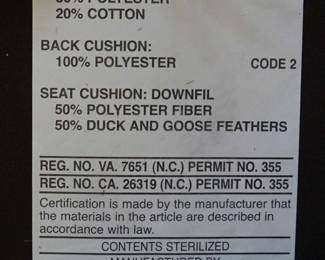 20% COTTON
BACK CUSHION:
100% POLYESTER CODE 2
SEAT CUSHION: DOWNFIL
50% POLYESTER FIBER
50% DUCK AND GOOSE FEATHERS
REG. NO. VA. 7651 (N.C.) PERMIT NO. 355
REG. NO. CA. 26319 (N.C.) PERMIT NO. 355
Certification is made by the manufacturer that
the materials in the article are described in
accordance with law.
CONTENTS STERILIZED
MANUFACTURED BY